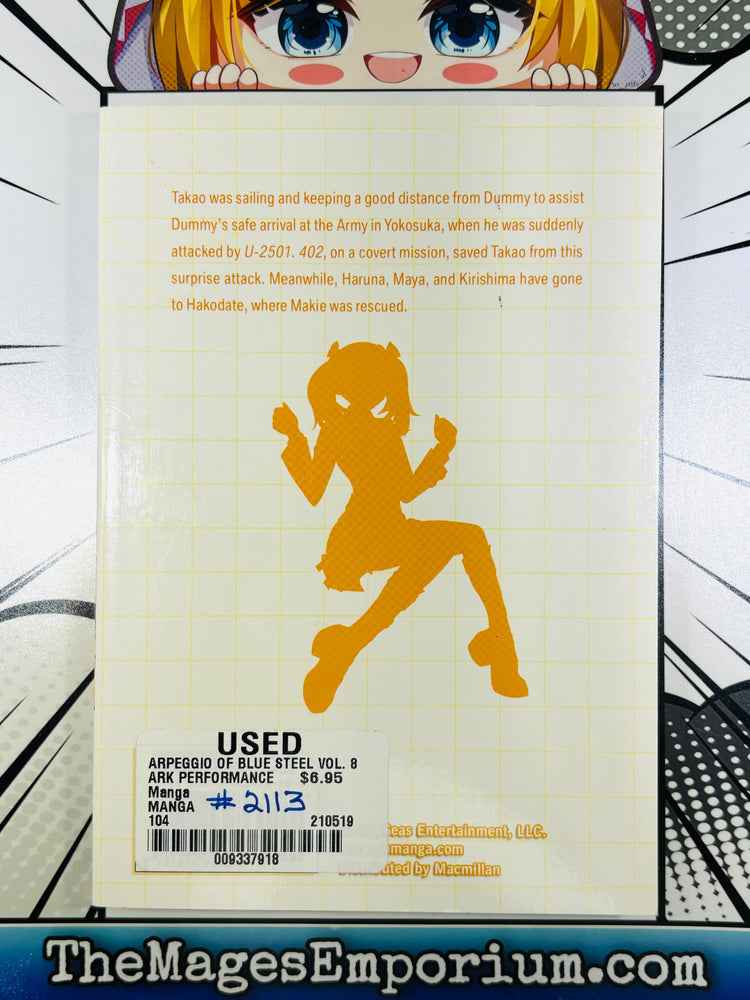 Takao was sailing and keeping a good distance from Dummy to assist
Dummy's safe arrival at the Army in Yokosuka, when he was suddenly
attacked by U-2501. 402, on a covert mission, saved Takao from this
surprise attack. Meanwhile, Haruna, Maya, and Kirishima have gone
to Hakodate, where Makie was rescued.
USED
ARPEGGIO OF BLUE STEEL VOL. 8
ARK PERFORMANCE $6.95
Manga
MANGA # 2113
104 210519
009337918
Seas Entertainment, LLC.
manga.com
Distributed by Macmillan
TheMagesEmporium.com